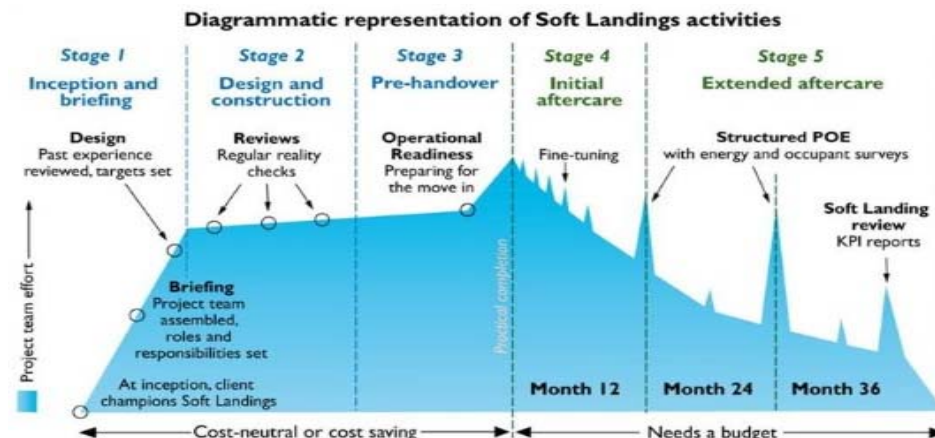 Diagrammatic representation of Soft Landings activities
Stage 1
Inception and
briefing
Stage 2
Design and
construction
Stage 3
Pre-handover
Stage 4
Initial
aftercare
Stage 5
Extended aftercare
Design
Past experience
reviewed, targets set
Reviews
Regular reality
checks
Operational
Readiness
Preparing for
the move in
Fine-tuning
Structured POE
with energy and occupant surveys
Soft Landing
review
KPI reports
Project team effort
Briefing
Project team
assembled,
roles and
responsibilities set
At inception, client
champions Soft Landings
Practical completion
Month 12
Month 24
Month 36
Cost-neutral or cost saving
Needs a budget